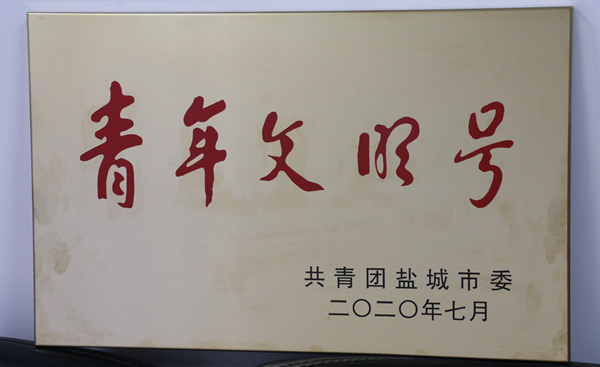 青年文明号
共青团盐城市委
二〇二〇年七月